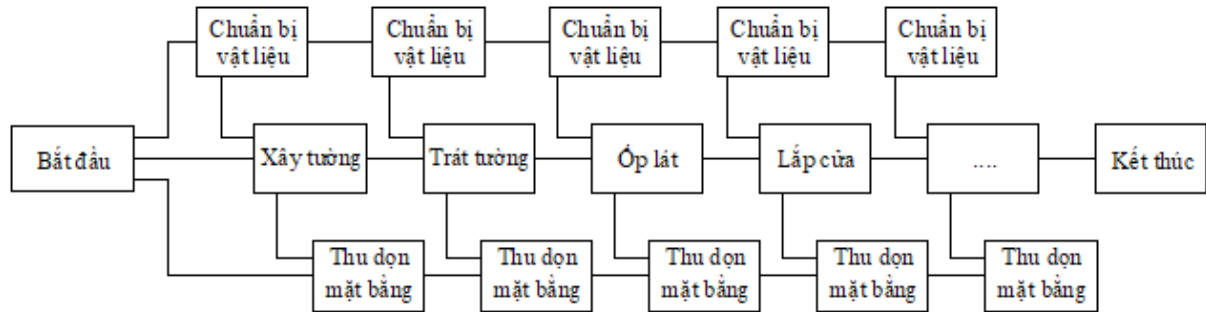 Chuẩn bị
vật liệu
Chuẩn bị
vật liệu
Chuẩn bị
vật liệu
Chuẩn bị
vật liệu
Chuẩn bị
vật liệu
Bắt đầu
Xây tường
Trát tường
Ốp lát
Lắp cửa
....
Kết thúc
Thu dọn
mặt bằng
Thu dọn
mặt bằng
Thu dọn
mặt bằng
Thu dọn
mặt bằng
Thu dọn
mặt bằng